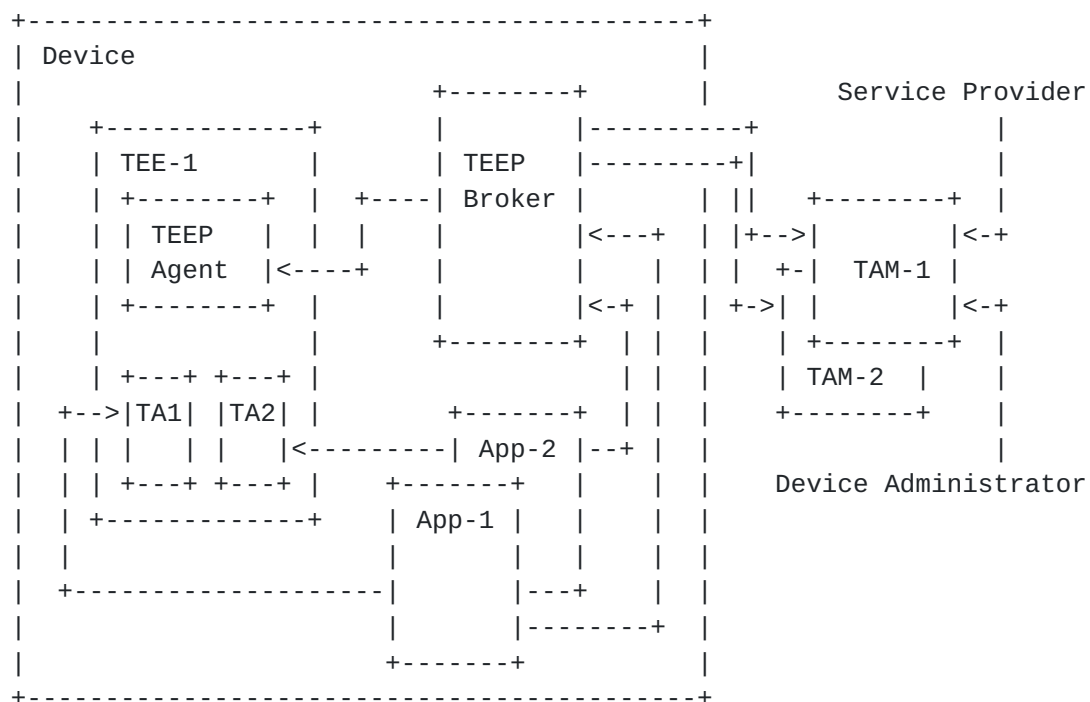 Device
Service Provider
TEE-1
TEEP
Broker
TEEP
Agent
TAM-1
TAM-2
TA1
TA2
App-2
Device Administrator
App-1